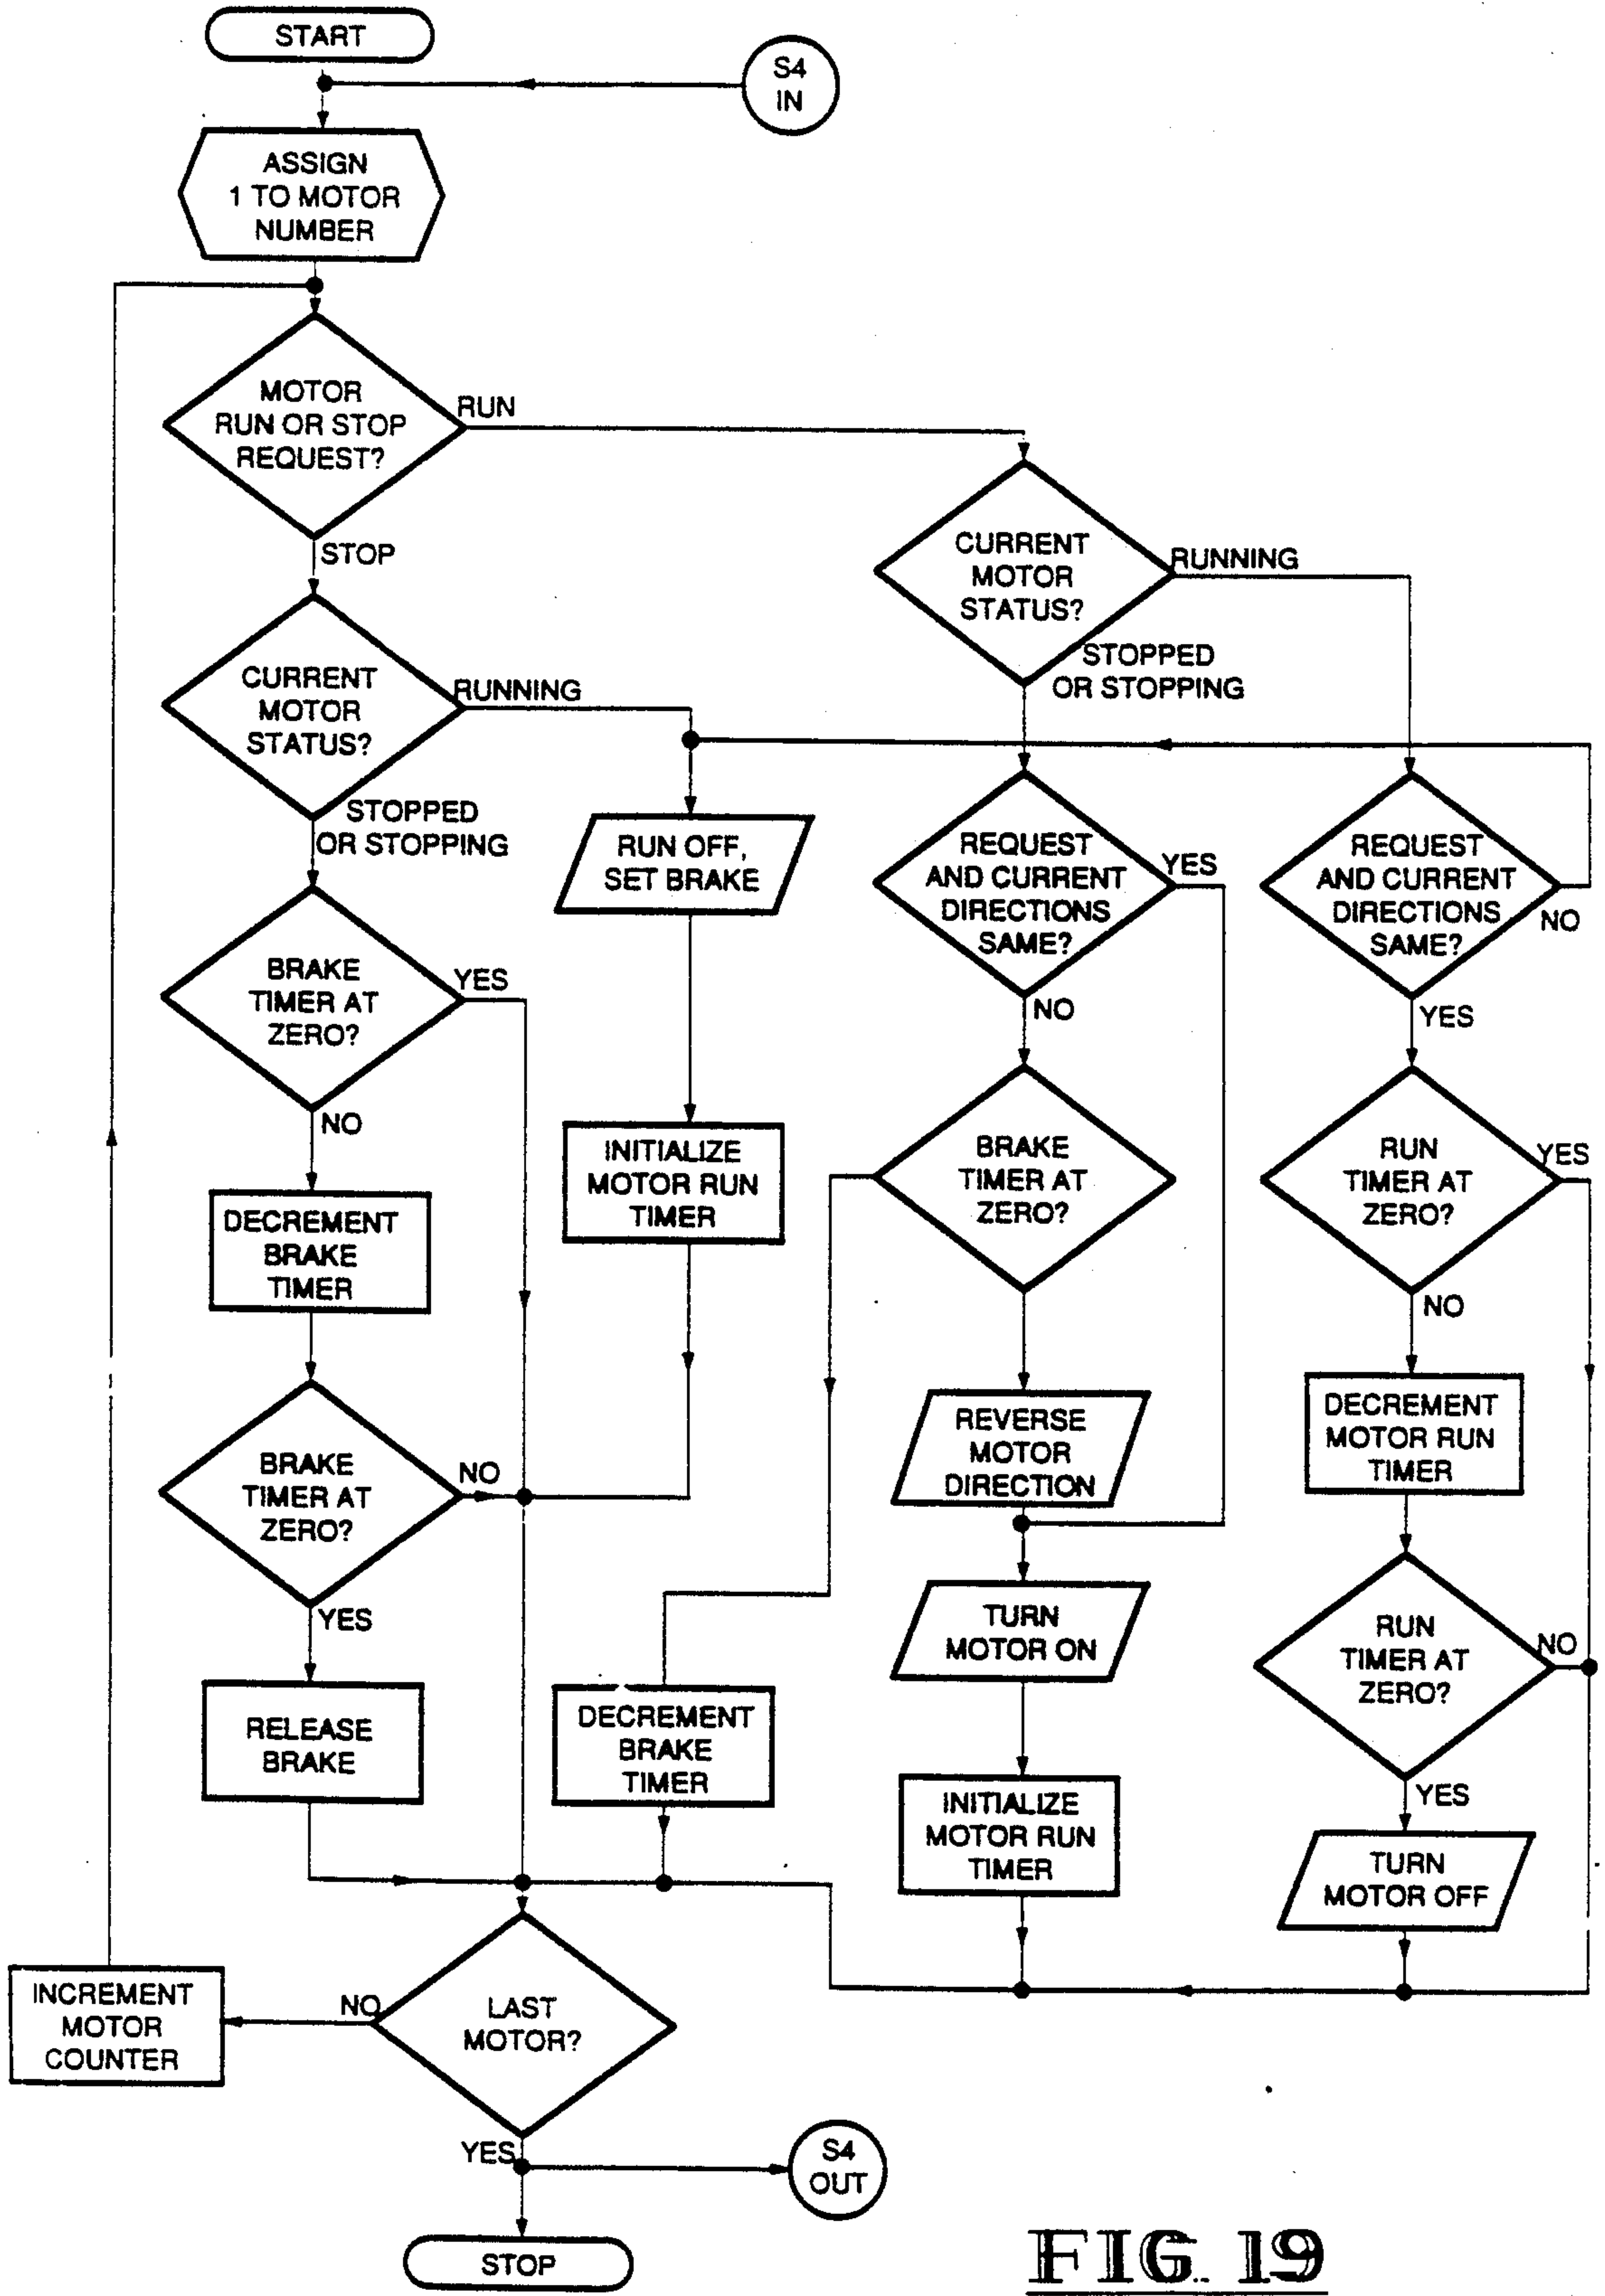 START
S4
IN
ASSIGN
1 TO MOTOR
NUMBER
MOTOR
RUN OR STOP
REQUEST?
RUN
STOP
CURRENT
MOTOR
STATUS?
RUNNING
STOPPED
OR STOPPING
CURRENT
MOTOR
STATUS?
RUNNING
STOPPED
OR STOPPING
RUN OFF,
SET BRAKE
REQUEST
AND CURRENT
DIRECTIONS
SAME?
YES
NO
REQUEST
AND CURRENT
DIRECTIONS
SAME?
NO
YES
BRAKE
TIMER AT
ZERO?
YES
NO
INITIALIZE
MOTOR RUN
TIMER
BRAKE
TIMER AT
ZERO?
RUN
TIMER AT
ZERO?
YES
NO
DECREMENT
BRAKE
TIMER
REVERSE
MOTOR
DIRECTION
DECREMENT
MOTOR RUN
TIMER
BRAKE
TIMER AT
ZERO?
NO
YES
TURN
MOTOR ON
RUN
TIMER AT
ZERO?
NO
YES
RELEASE
BRAKE
DECREMENT
BRAKE
TIMER
INITIALIZE
MOTOR RUN
TIMER
TURN
MOTOR OFF
INCREMENT
MOTOR
COUNTER
NO
LAST
MOTOR?
YES
S4
OUT
STOP
FIG. 19